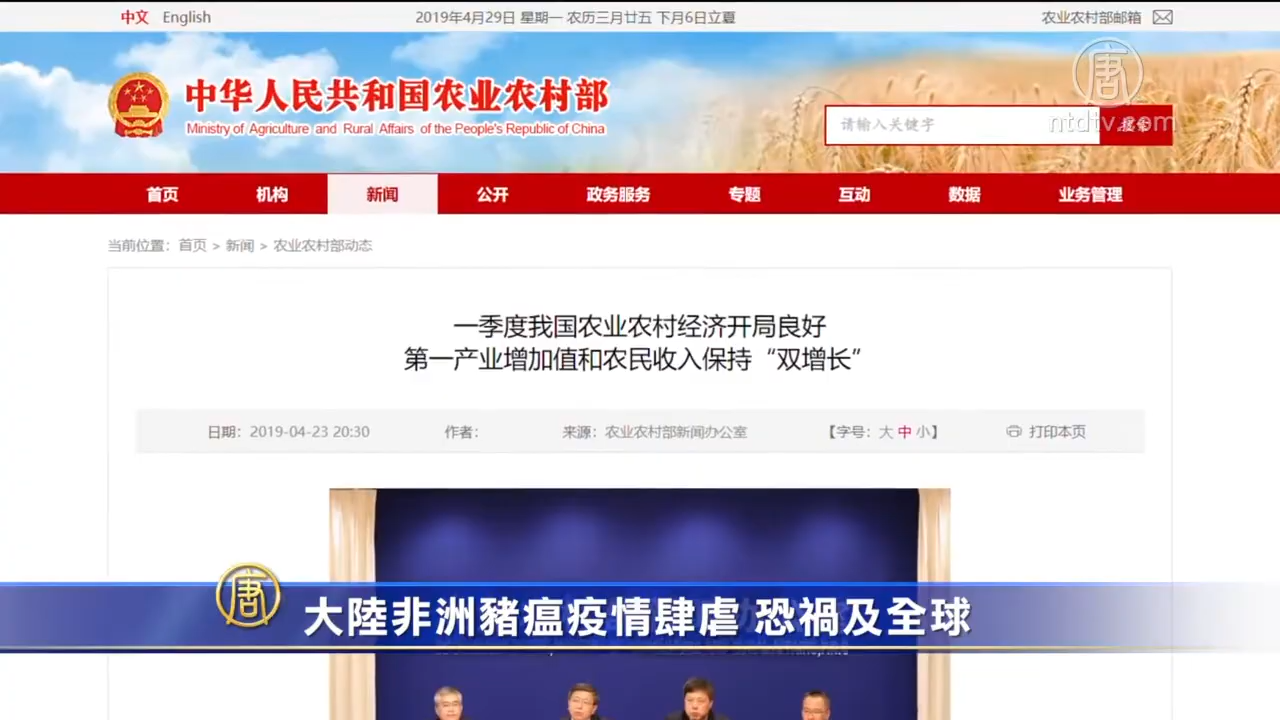 中文 English
2019年4月29日 星期一 农历三月廿五 下月6日立夏
农业农村部邮箱
中华人民共和国农业农村部
Ministry of Agriculture and Rural Affairs of the People's Republic of China
唐
ntdtv.com
请输入关键字
搜索
首页 机构 新闻 公开 政务服务 专题 互动 数据 业务管理
当前位置：首页 > 新闻 > 农业农村部动态
一季度我国农业农村经济开局良好
第一产业增加值和农民收入保持“双增长”
日期：2019-04-23 20:30 作者： 来源：农业农村部新闻办公室 【字号：大 中 小】 打印本页
唐
大陸非洲豬瘟疫情肆虐 恐禍及全球